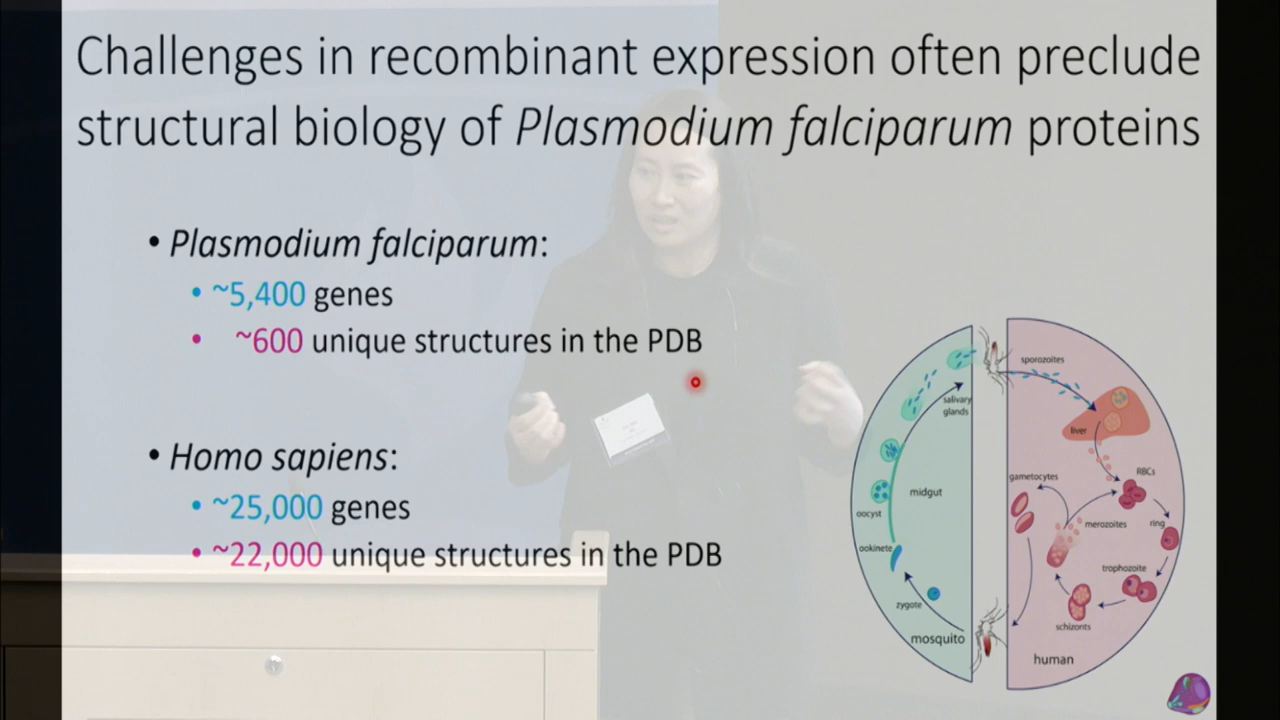 Challenges in recombinant expression often preclude
structural biology of Plasmodium falciparum proteins
• Plasmodium falciparum:
• ~5,400 genes
• ~600 unique structures in the PDB
• Homo sapiens:
• ~25,000 genes
• ~22,000 unique structures in the PDB
sporozoites
salivary
glands
liver
gametocytes
RBCs
midgut
oocyst
merozoites
ring
ookinete
trophozoite
zygote
schizonts
mosquito
human